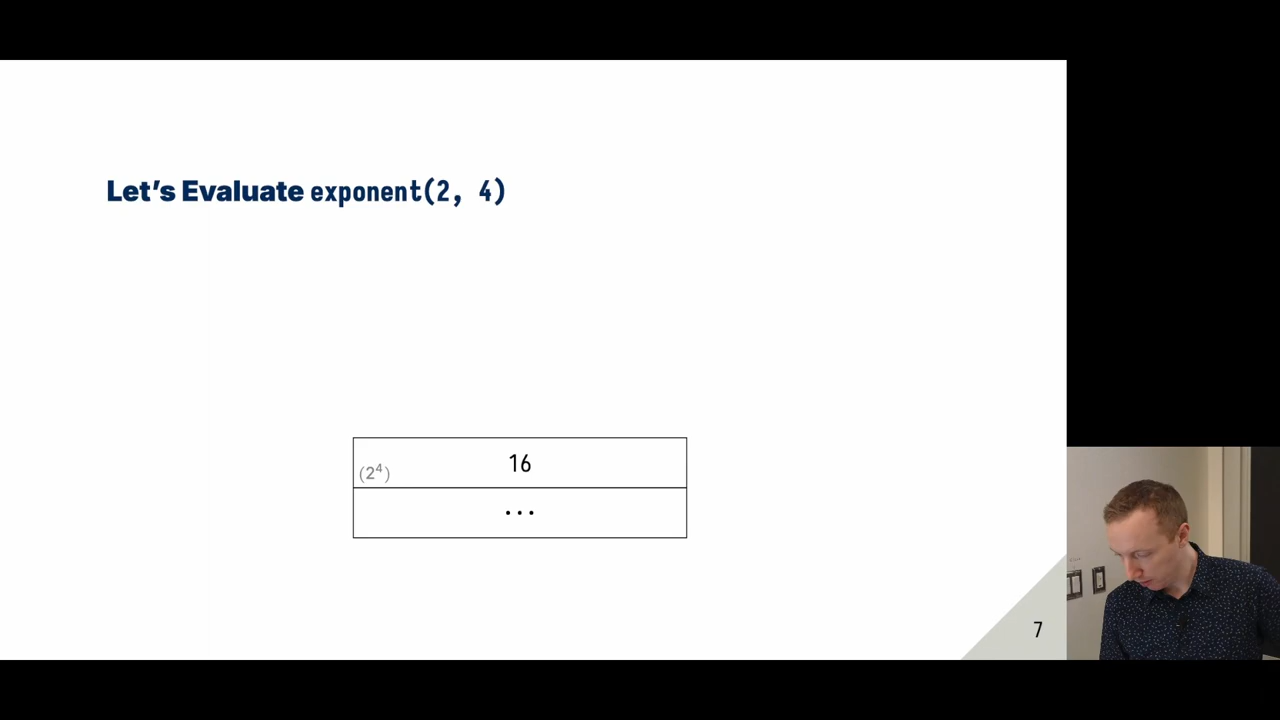 Let's Evaluate exponent(2, 4)
(2⁴) 16
...
7